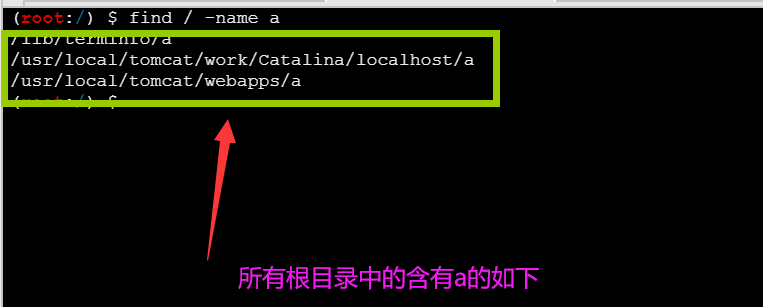 (root:/) $ find / -name a
/lib/terminfo/a
/usr/local/tomcat/work/Catalina/localhost/a
/usr/local/tomcat/webapps/a
(root:/) $
所有根目录中的含有a的如下